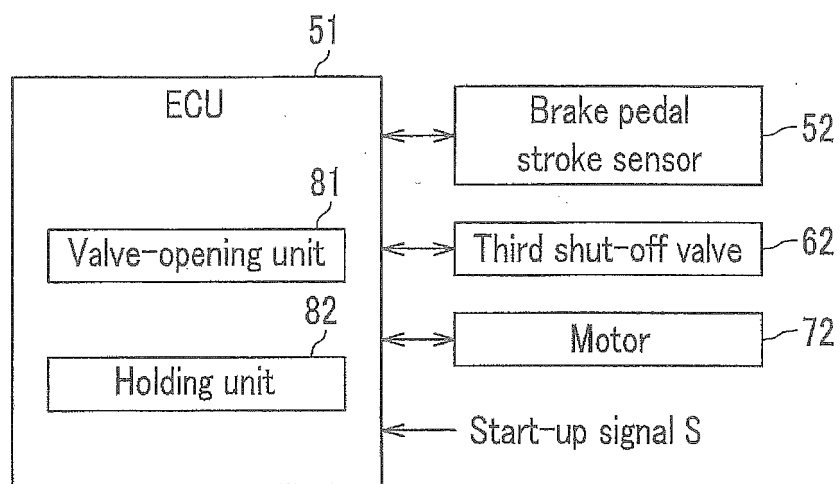 51
ECU
Brake pedal
stroke sensor
52
81
Valve-opening unit
Third shut-off valve
62
82
Holding unit
Motor
72
Start-up signal S